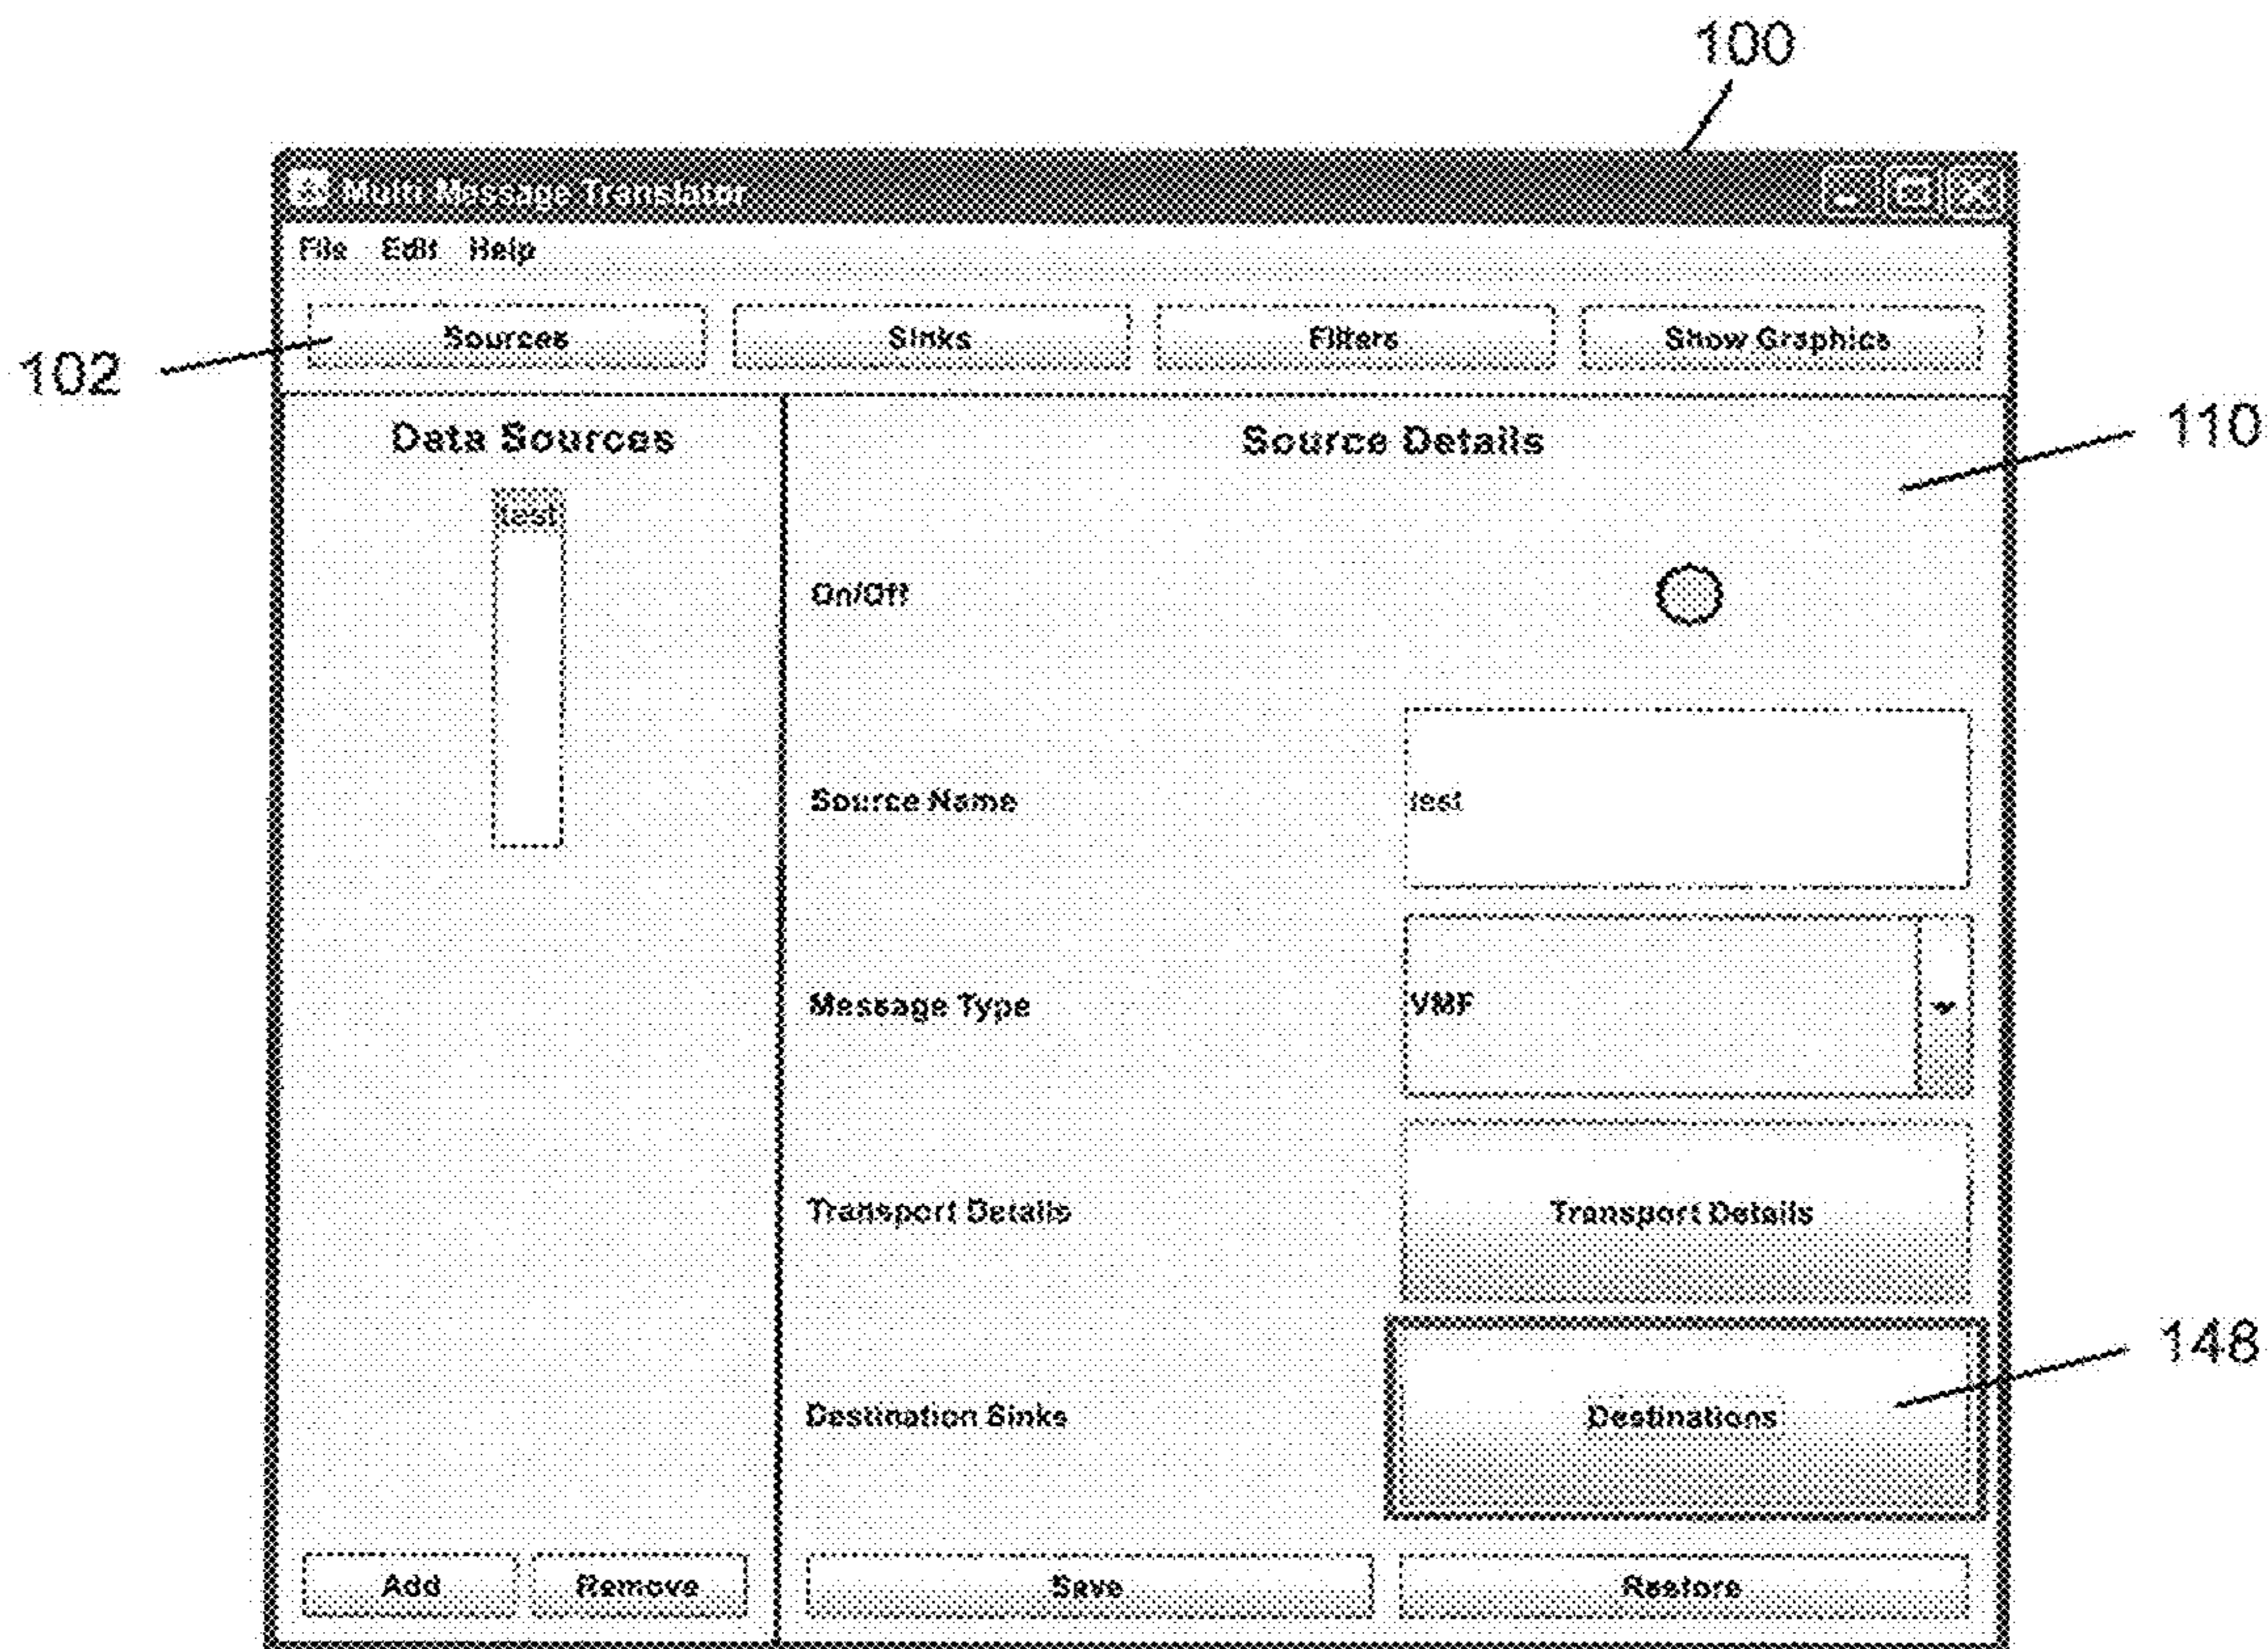 100
Multi Message Translator
File Edit Help
102
Sources Sinks Filters Show Graphics
Data Sources Source Details
110
test
On/Off
Source Name test
Message Type VMF
Transport Details Transport Details
148
Destination Sinks Destinations
Add Remove Save Restore